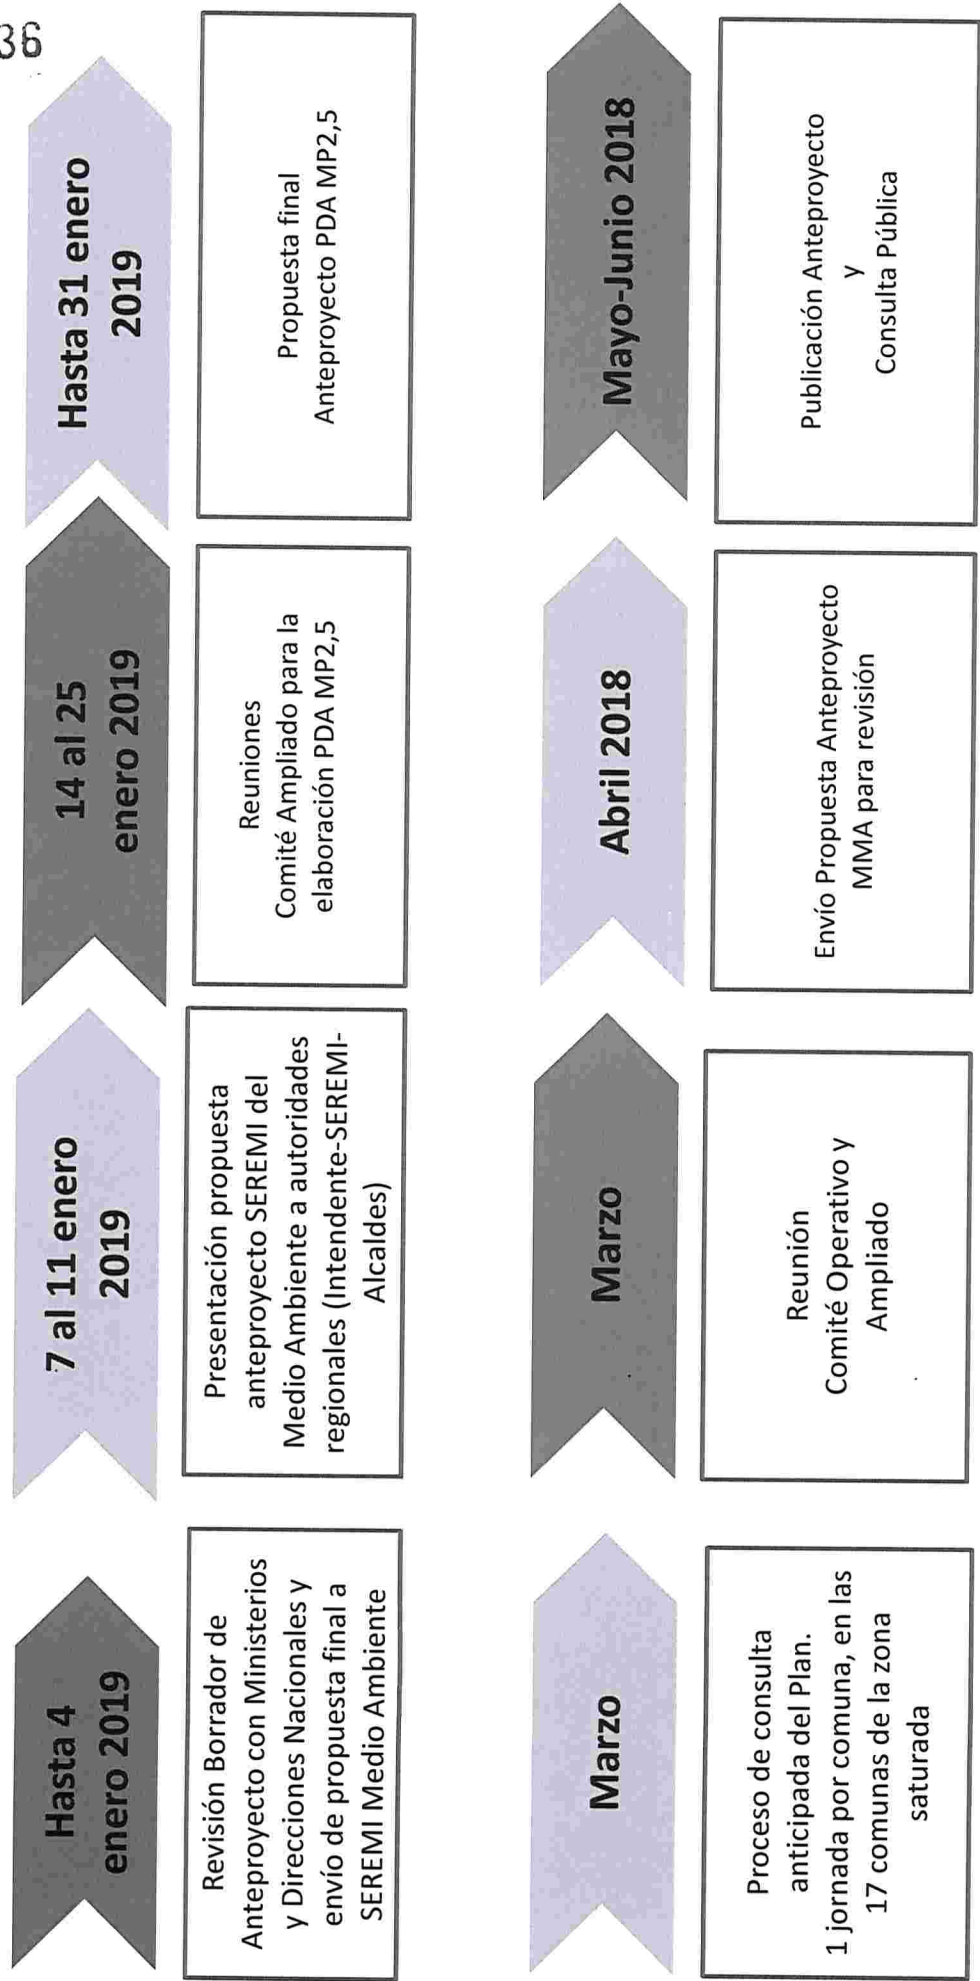 36
Hasta 4
enero 2019
Revisión Borrador de
Anteproyecto con Ministerios
y Direcciones Nacionales y
envío de propuesta final a
SEREMI Medio Ambiente
7 al 11 enero
2019
Presentación propuesta
anteproyecto SEREMI del
Medio Ambiente a autoridades
regionales (Intendente-SEREMI-
Alcaldes)
14 al 25
enero 2019
Reuniones
Comité Ampliado para la
elaboración PDA MP2,5
Hasta 31 enero
2019
Propuesta final
Anteproyecto PDA MP2,5
Marzo
Proceso de consulta
anticipada del Plan.
1 jornada por comuna, en las
17 comunas de la zona
saturada
Marzo
Reunión
Comité Operativo y
Ampliado
Abril 2018
Envío Propuesta Anteproyecto
MMA para revisión
Mayo-Junio 2018
Publicación Anteproyecto
y
Consulta Pública